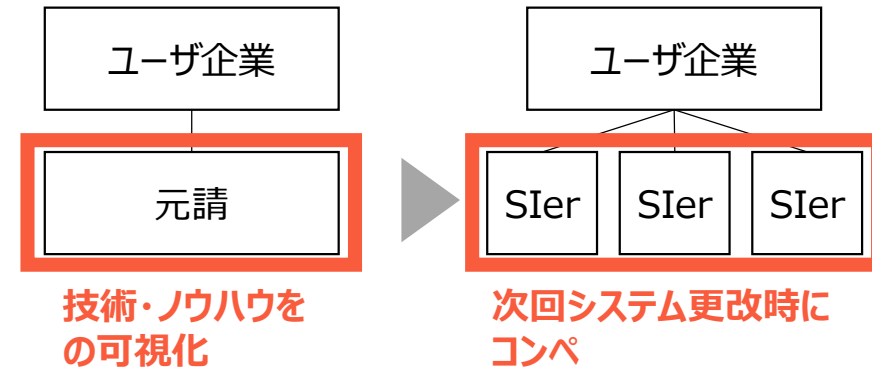 ユーザ企業
元請
技術・ノウハウを
の可視化
ユーザ企業
SIer
SIer
SIer
次回システム更改時に
コンペ